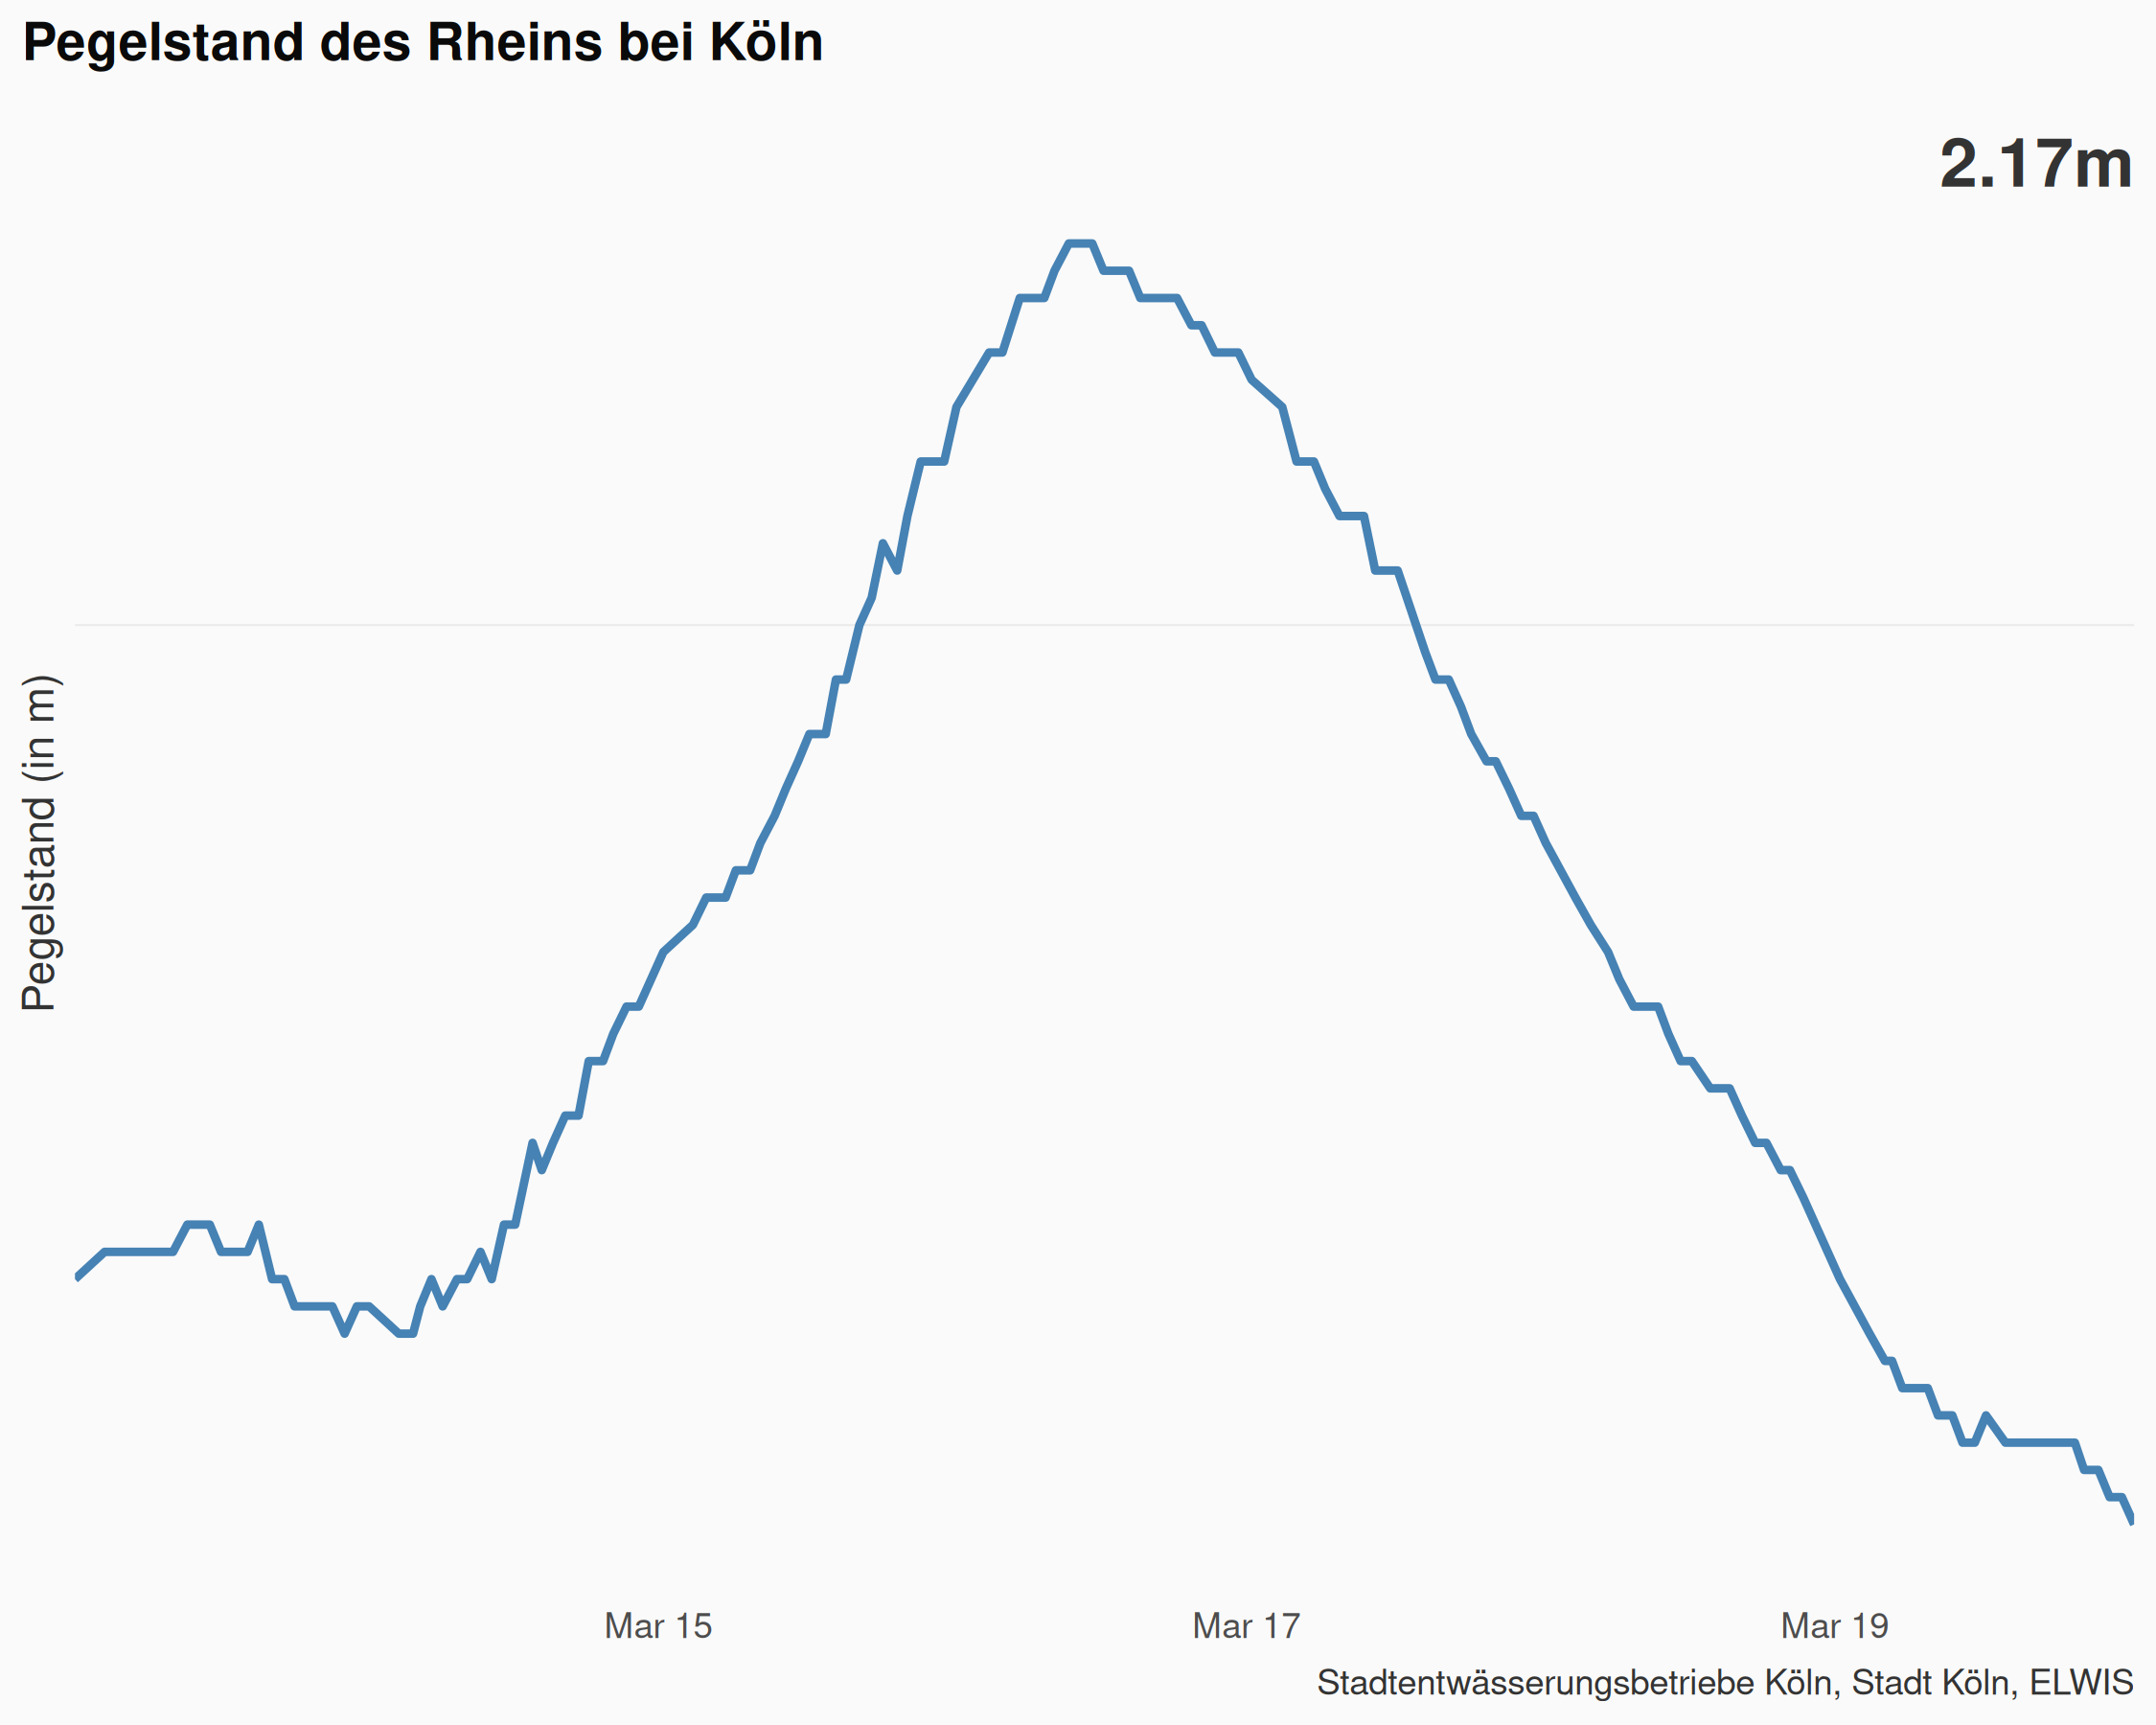 Pegelstand des Rheins bei Köln
2.17m
Pegelstand (in m)
Mar 15
Mar 17
Mar 19
Stadtentwässerungsbetriebe Köln, Stadt Köln, ELWIS